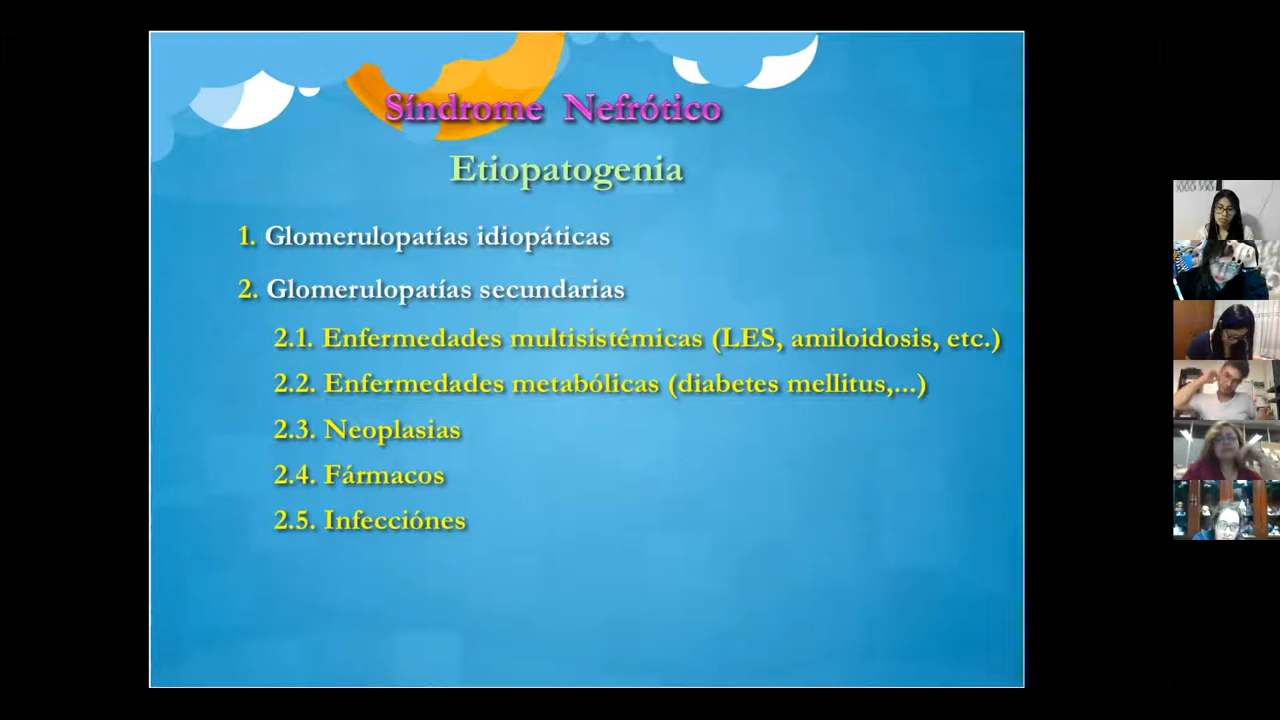 Síndrome Nefrótico
Etiopatogenia
1. Glomerulopatías idiopáticas
2. Glomerulopatías secundarias
2.1. Enfermedades multisistémicas (LES, amiloidosis, etc.)
2.2. Enfermedades metabólicas (diabetes mellitus,...)
2.3. Neoplasias
2.4. Fármacos
2.5. Infecciónes